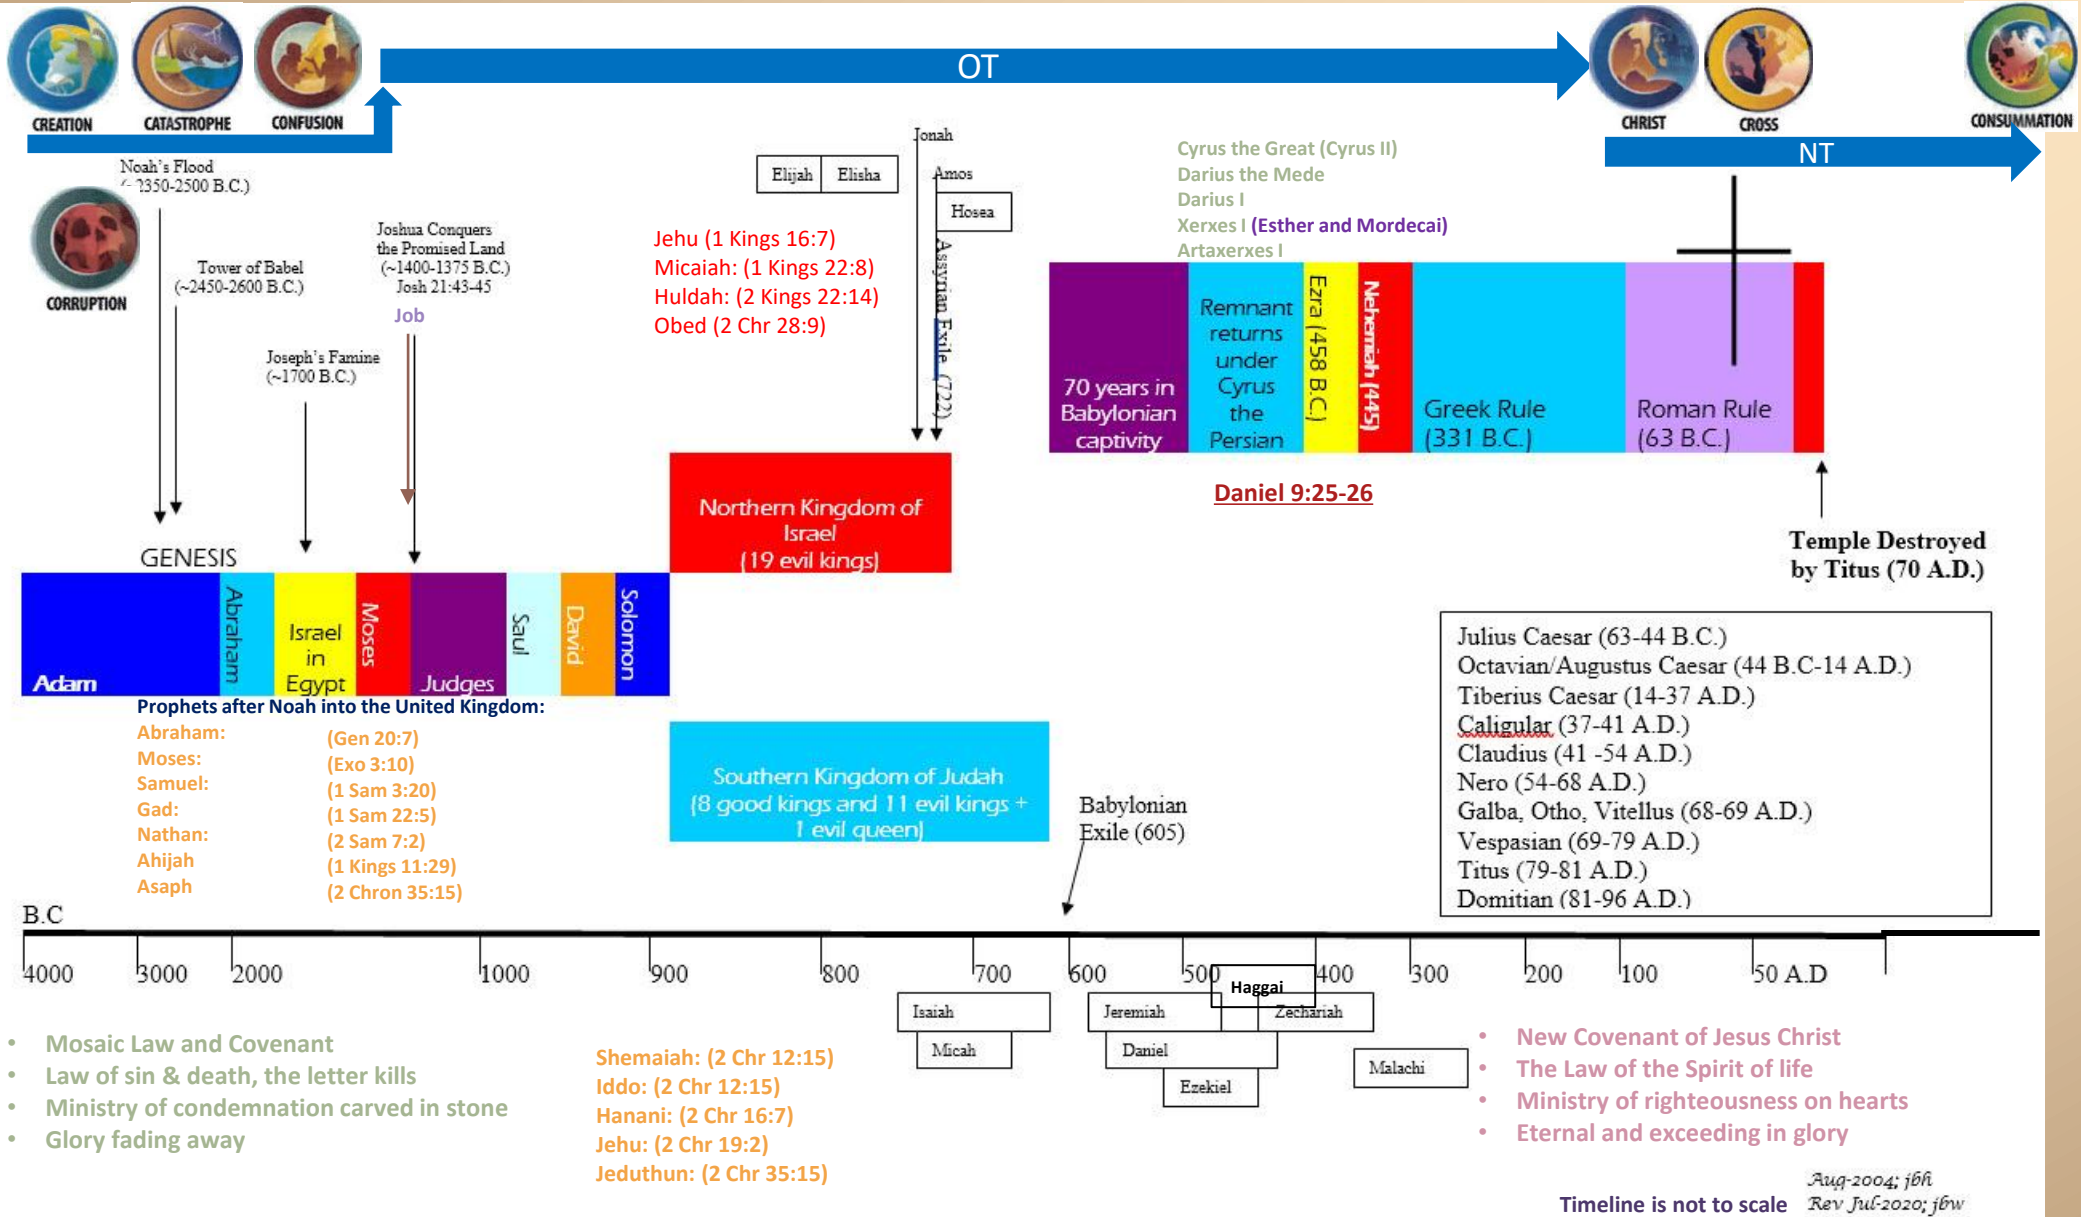 OT
CREATION
CATASTROPHE
CONFUSION
CHRIST
CROSS
CONSUMMATION
NT
Noah's Flood
(~2350-2500 B.C.)
CORRUPTION
Tower of Babel
(~2450-2600 B.C.)
Joseph's Famine
(~1700 B.C.)
Joshua Conquers
the Promised Land
(~1400-1375 B.C.)
Josh 21:43-45
Job
Jehu (1 Kings 16:7)
Micaiah: (1 Kings 22:8)
Huldah: (2 Kings 22:14)
Obed (2 Chr 28:9)
Elijah
Elisha
Jonah
Amos
Hosea
Assyrian Exile (722)
Cyrus the Great (Cyrus II)
Darius the Mede
Darius I
Xerxes I (Esther and Mordecai)
Artaxerxes I
70 years in
Babylonian
captivity
Remnant
returns
under
Cyrus
the
Persian
Ezra (458 B.C.)
Nehemiah (445)
Greek Rule
(331 B.C.)
Roman Rule
(63 B.C.)
Daniel 9:25-26
Temple Destroyed
by Titus (70 A.D.)
GENESIS
Adam
Abraham
Israel
in
Egypt
Moses
Judges
Saul
David
Solomon
Northern Kingdom of
Israel
(19 evil kings)
Southern Kingdom of Judah
(8 good kings and 11 evil kings +
1 evil queen)
Babylonian
Exile (605)
Prophets after Noah into the United Kingdom:
Abraham: (Gen 20:7)
Moses: (Exo 3:10)
Samuel: (1 Sam 3:20)
Gad: (1 Sam 22:5)
Nathan: (2 Sam 7:2)
Ahijah (1 Kings 11:29)
Asaph (2 Chron 35:15)
Julius Caesar (63-44 B.C.)
Octavian/Augustus Caesar (44 B.C-14 A.D.)
Tiberius Caesar (14-37 A.D.)
Caligular (37-41 A.D.)
Claudius (41 -54 A.D.)
Nero (54-68 A.D.)
Galba, Otho, Vitellus (68-69 A.D.)
Vespasian (69-79 A.D.)
Titus (79-81 A.D.)
Domitian (81-96 A.D.)
B.C
4000 3000 2000 1000 900 800 700 600 500 400 300 200 100 50 A.D
Haggai
Isaiah
Micah
Jeremiah
Zechariah
Daniel
Ezekiel
Malachi
• Mosaic Law and Covenant
• Law of sin & death, the letter kills
• Ministry of condemnation carved in stone
• Glory fading away
Shemaiah: (2 Chr 12:15)
Iddo: (2 Chr 12:15)
Hanani: (2 Chr 16:7)
Jehu: (2 Chr 19:2)
Jeduthun: (2 Chr 35:15)
• New Covenant of Jesus Christ
• The Law of the Spirit of life
• Ministry of righteousness on hearts
• Eternal and exceeding in glory
Aug-2004; jbh
Timeline is not to scale Rev Jul-2020; jbw